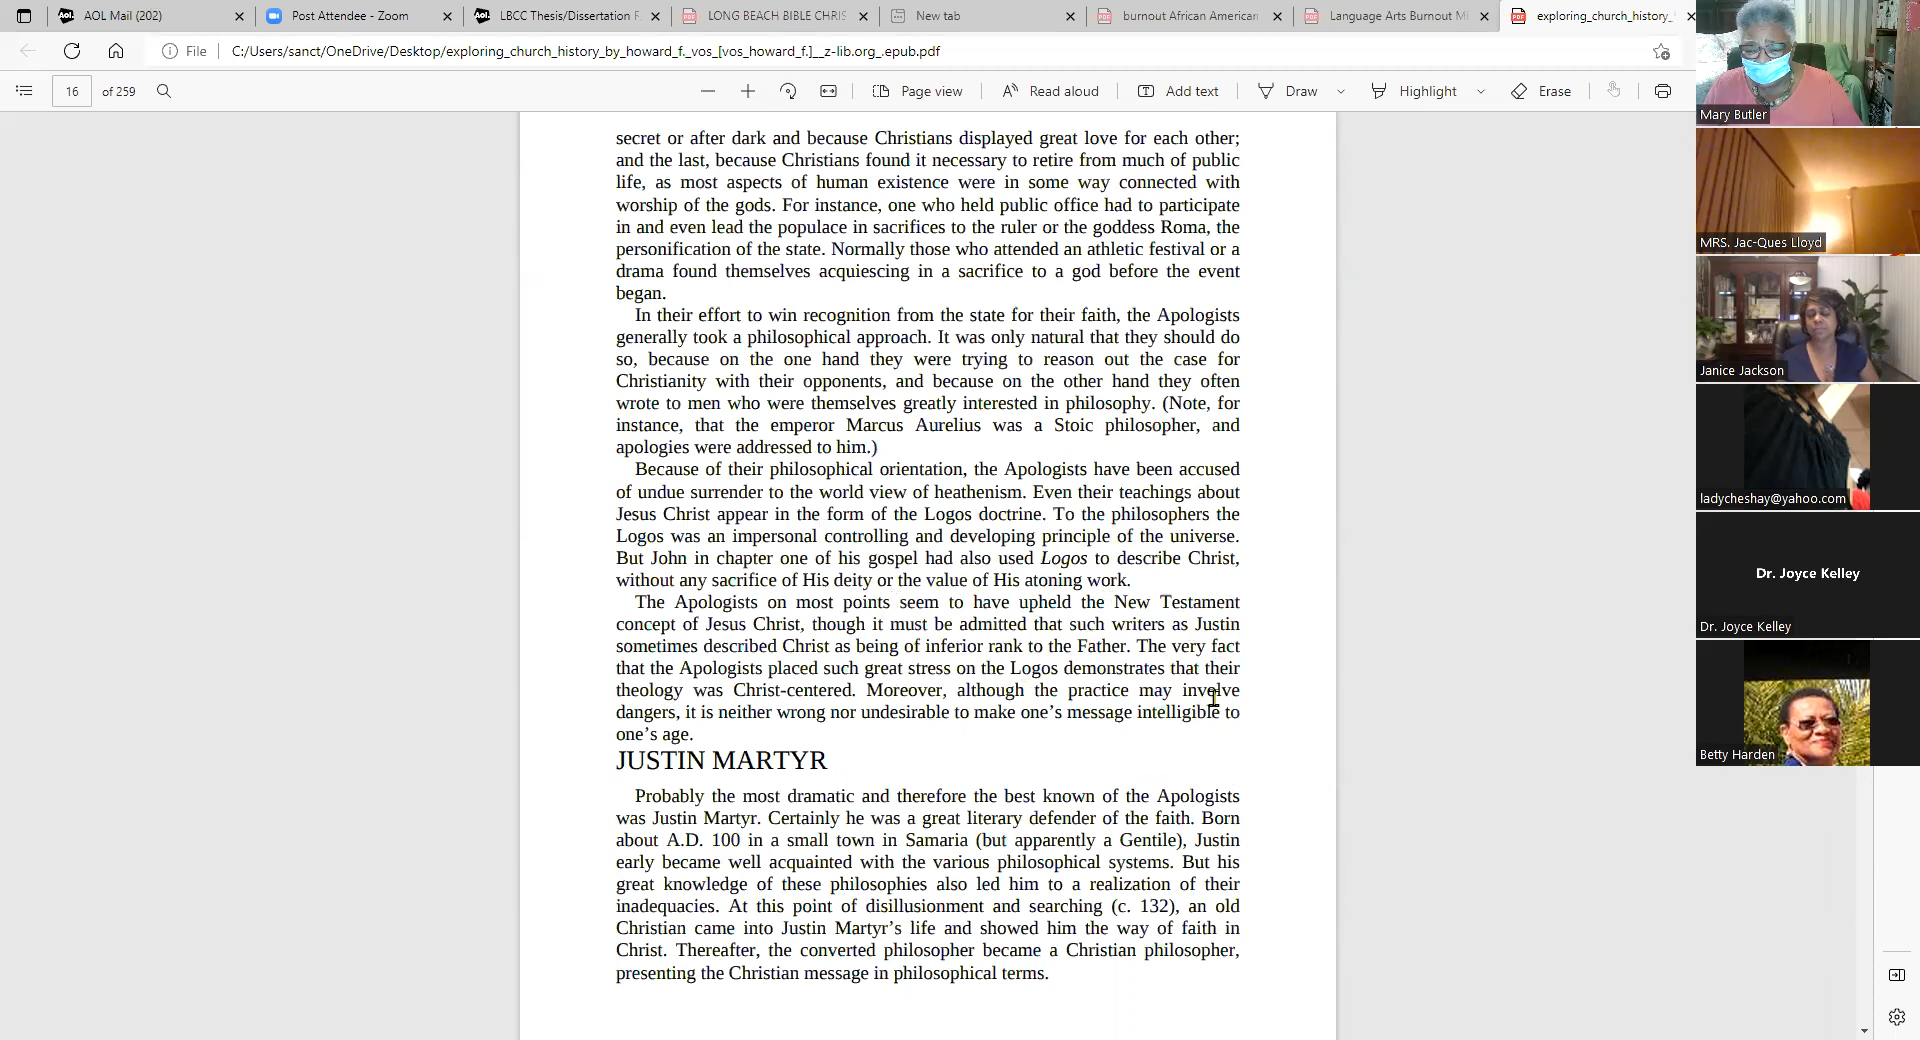 AOL Mail (202)
Post Attendee - Zoom
LBCC Thesis/Dissertation
LONG BEACH BIBLE CHRIS
New tab
burnout African American
Language Arts Burnout
exploring_church_history_
File
C:/Users/sanct/OneDrive/Desktop/exploring_church_history_by_howard_f._vos_[vos_howard_f.]__z-lib.org_.epub.pdf
16 of 259
Page view
Read aloud
Add text
Draw
Highlight
Erase
secret or after dark and because Christians displayed great love for each other;
and the last, because Christians found it necessary to retire from much of public
life, as most aspects of human existence were in some way connected with
worship of the gods. For instance, one who held public office had to participate
in and even lead the populace in sacrifices to the ruler or the goddess Roma, the
personification of the state. Normally those who attended an athletic festival or a
drama found themselves acquiescing in a sacrifice to a god before the event
began.
In their effort to win recognition from the state for their faith, the Apologists
generally took a philosophical approach. It was only natural that they should do
so, because on the one hand they were trying to reason out the case for
Christianity with their opponents, and because on the other hand they often
wrote to men who were themselves greatly interested in philosophy. (Note, for
instance, that the emperor Marcus Aurelius was a Stoic philosopher, and
apologies were addressed to him.)
Because of their philosophical orientation, the Apologists have been accused
of undue surrender to the world view of heathenism. Even their teachings about
Jesus Christ appear in the form of the Logos doctrine. To the philosophers the
Logos was an impersonal controlling and developing principle of the universe.
But John in chapter one of his gospel had also used Logos to describe Christ,
without any sacrifice of His deity or the value of His atoning work.
The Apologists on most points seem to have upheld the New Testament
concept of Jesus Christ, though it must be admitted that such writers as Justin
sometimes described Christ as being of inferior rank to the Father. The very fact
that the Apologists placed such great stress on the Logos demonstrates that their
theology was Christ-centered. Moreover, although the practice may involve
dangers, it is neither wrong nor undesirable to make one’s message intelligible to
one’s age.
JUSTIN MARTYR
Probably the most dramatic and therefore the best known of the Apologists
was Justin Martyr. Certainly he was a great literary defender of the faith. Born
about A.D. 100 in a small town in Samaria (but apparently a Gentile), Justin
early became well acquainted with the various philosophical systems. But his
great knowledge of these philosophies also led him to a realization of their
inadequacies. At this point of disillusionment and searching (c. 132), an old
Christian came into Justin Martyr’s life and showed him the way of faith in
Christ. Thereafter, the converted philosopher became a Christian philosopher,
presenting the Christian message in philosophical terms.
Mary Butler
MRS. Jac-Ques Lloyd
Janice Jackson
ladycheshay@yahoo.com
Dr. Joyce Kelley
Dr. Joyce Kelley
Betty Harden